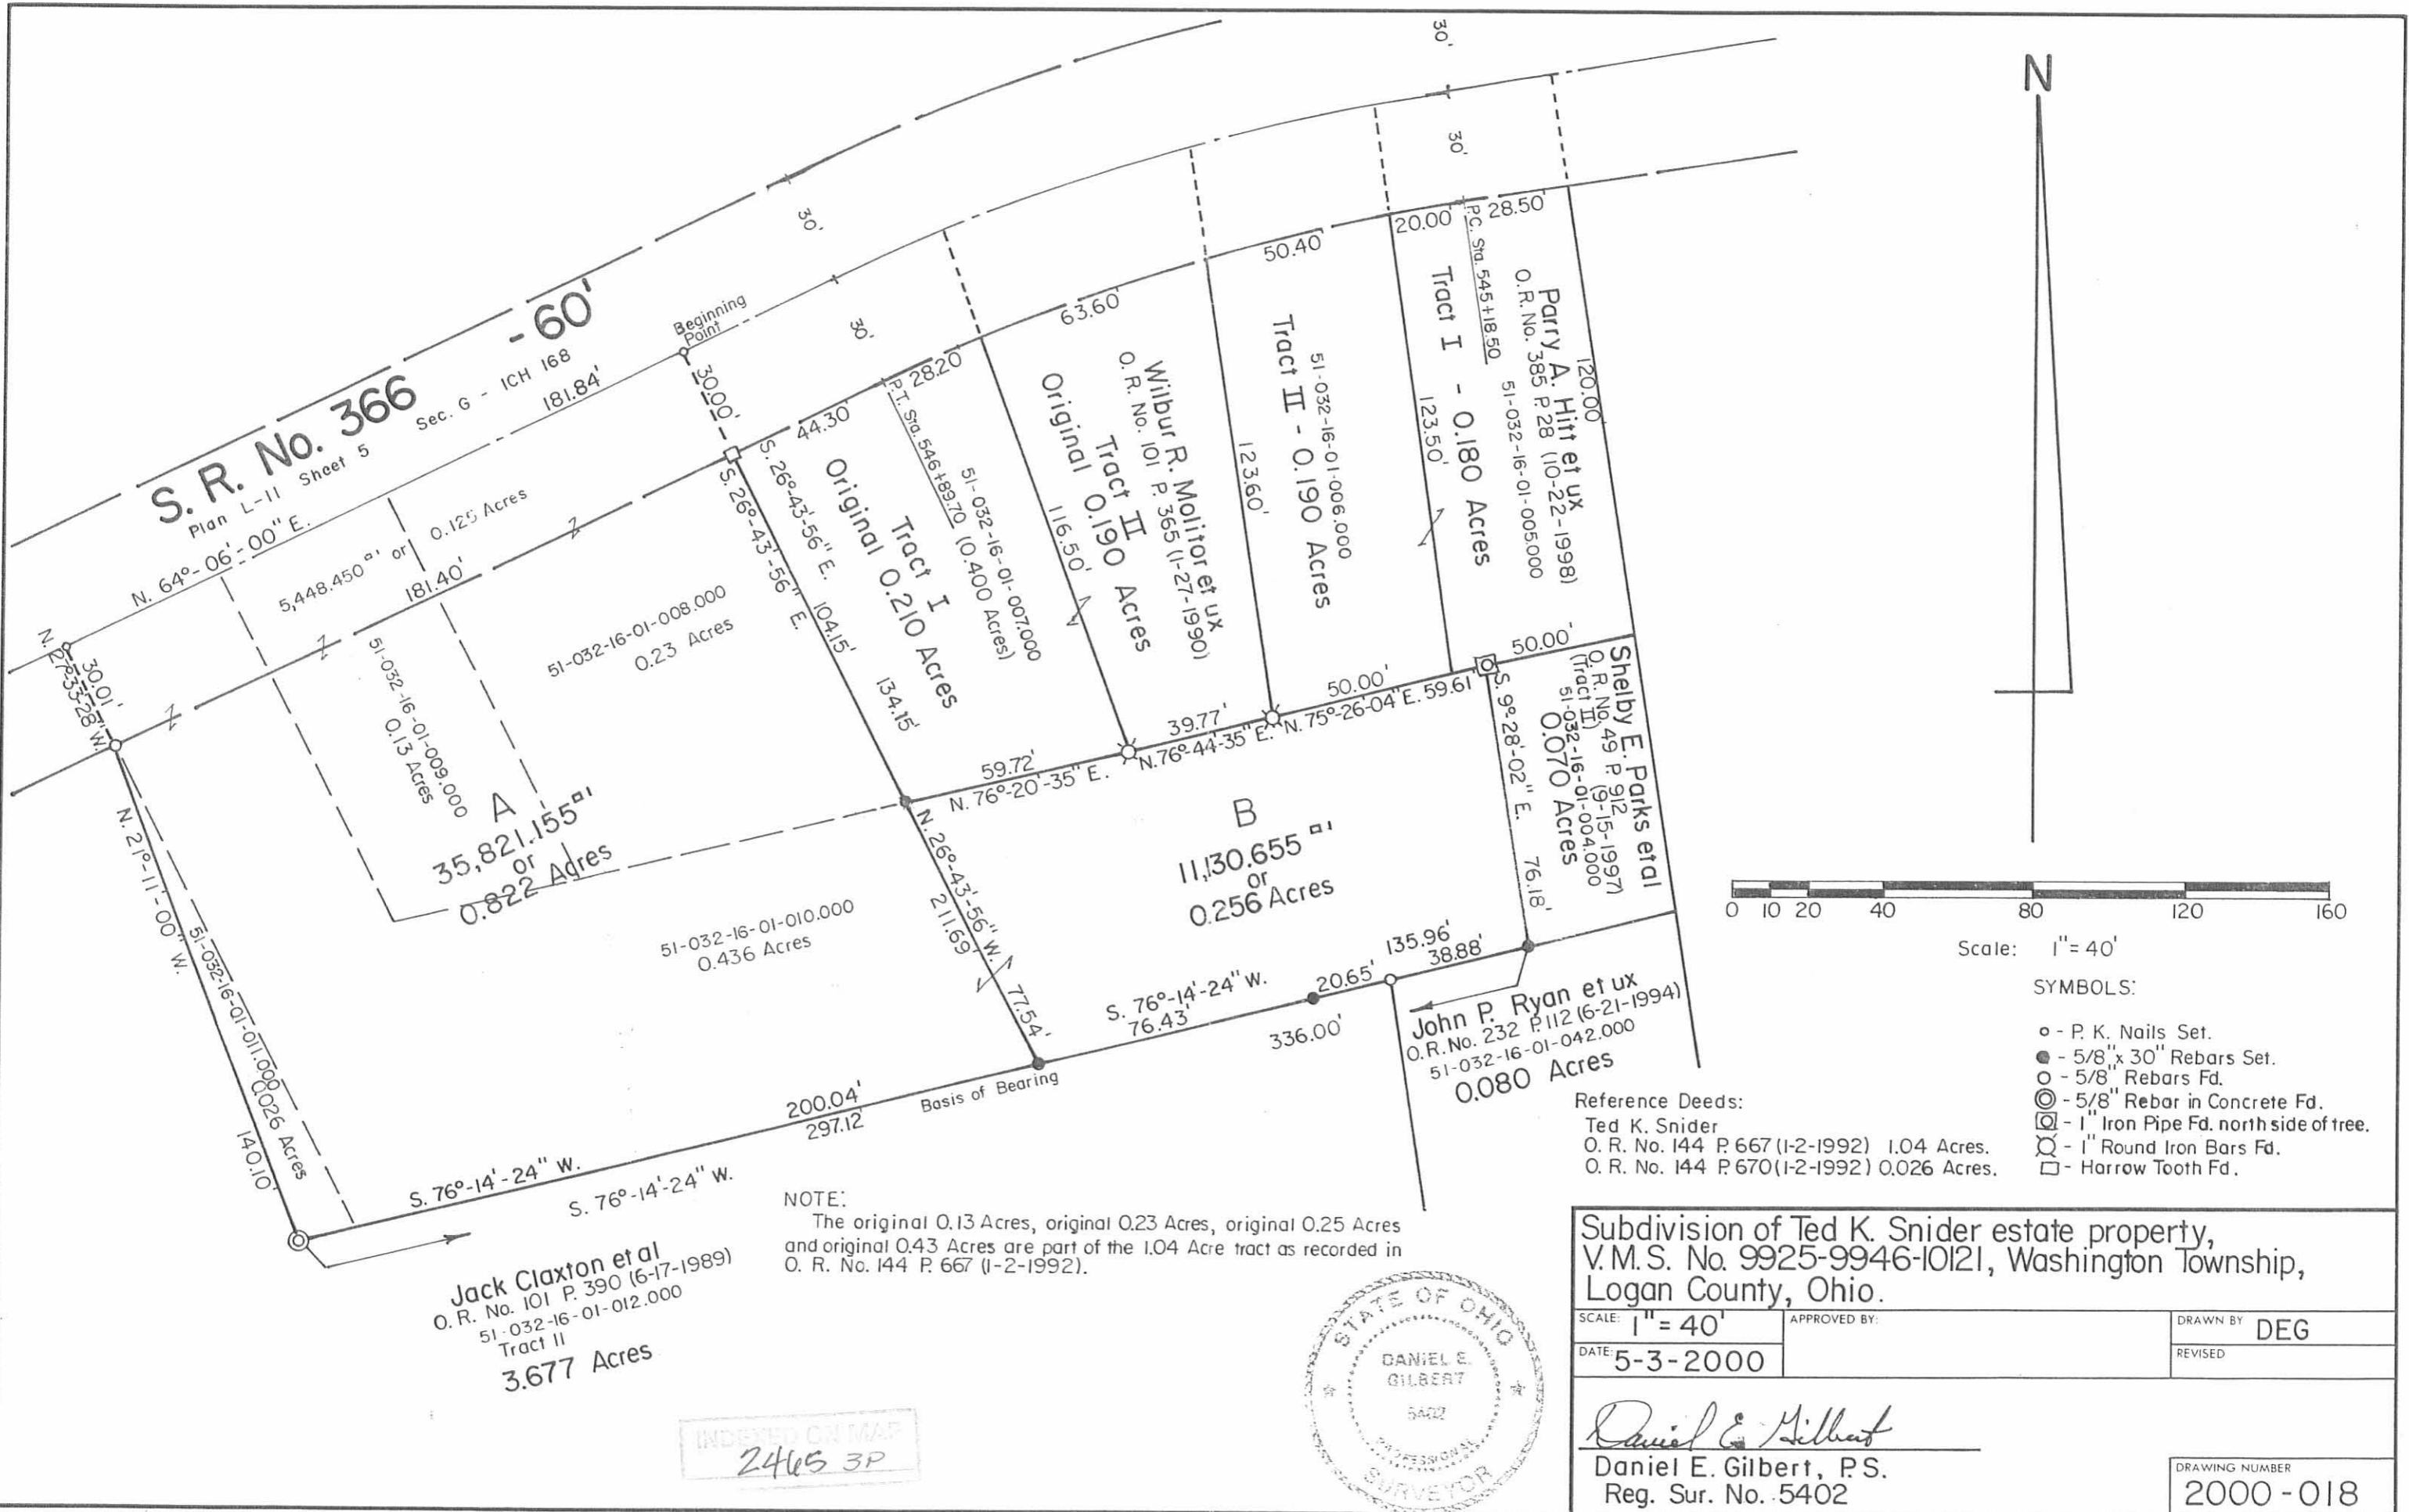 S. R. No. 366 - 60'
Plan L-11 Sheet 5 Sec. G - ICH 168
N. 64°-06'-00" E.
181.84'
Beginning
Point
30'
30'
30'
30'
5,448.450 □' or 0.125 Acres
181.40'
N. 27°-33'-28" W.
30.01'
30.00'
S. 26°-43'-56" E.
S. 26°-43'-56" E. 104.15'
134.15'
44.30'
P.T. Sta. 546+89.70
28.20'
63.60'
50.40'
20.00'
P.C. Sta. 545+18.50
28.50'
51-032-16-01-009.000
0.13 Acres
51-032-16-01-008.000
0.23 Acres
A
35,821.155 □'
or
0.822 Acres
Tract I
Original 0.210 Acres
51-032-16-01-007.000
(0.400 Acres)
116.50'
Wilbur R. Molitor et ux
O. R. No. 101 P. 365 (1-27-1990)
Tract II
Original 0.190 Acres
123.60'
51-032-16-01-006.000
Tract II - 0.190 Acres
123.50'
Tract I - 0.180 Acres
Parry A. Hitt et ux
O. R. No. 385 P. 28 (10-22-1998)
51-032-16-01-005.000
120.00'
59.72'
N. 76°-20'-35" E.
39.77'
N. 76°-44'-35" E.
50.00'
N. 75°-26'-04" E. 59.61'
50.00'
S. 9°-28'-02" E. 76.18'
Shelby E. Parks et al
O. R. No. 49 P. 912 (9-15-1997)
(Tract II)
51-032-16-01-004.000
0.070 Acres
B
11,130.655 □'
or
0.256 Acres
N. 26°-43'-56" W. 77.54'
211.69'
51-032-16-01-010.000
0.436 Acres
N. 21°-11'-00" W. 140.10'
51-032-16-01-011.000
0.026 Acres
135.96'
38.88'
20.65'
S. 76°-14'-24" W.
76.43'
336.00'
John P. Ryan et ux
O. R. No. 232 P. 112 (6-21-1994)
51-032-16-01-042.000
0.080 Acres
200.04'
297.12'
Basis of Bearing
S. 76°-14'-24" W.
S. 76°-14'-24" W.
Jack Claxton et al
O. R. No. 101 P. 390 (6-17-1989)
51-032-16-01-012.000
Tract II
3.677 Acres
NOTE:
The original 0.13 Acres, original 0.23 Acres, original 0.25 Acres
and original 0.43 Acres are part of the 1.04 Acre tract as recorded in
O. R. No. 144 P. 667 (1-2-1992).
N
0 10 20 40 80 120 160
Scale: 1" = 40'
SYMBOLS:
o - P. K. Nails Set.
● - 5/8" x 30" Rebars Set.
○ - 5/8" Rebars Fd.
◎ - 5/8" Rebar in Concrete Fd.
- 1" Iron Pipe Fd. north side of tree.
- 1" Round Iron Bars Fd.
□ - Harrow Tooth Fd.
Reference Deeds:
Ted K. Snider
O. R. No. 144 P. 667 (1-2-1992) 1.04 Acres.
O. R. No. 144 P. 670 (1-2-1992) 0.026 Acres.
Subdivision of Ted K. Snider estate property,
V.M.S. No. 9925-9946-10121, Washington Township,
Logan County, Ohio.
SCALE: 1" = 40'
APPROVED BY:
DRAWN BY DEG
DATE: 5-3-2000
REVISED
Daniel E. Gilbert
Daniel E. Gilbert, P.S.
Reg. Sur. No. 5402
DRAWING NUMBER
2000-018
STATE OF OHIO
DANIEL E.
GILBERT
5402
PROFESSIONAL
SURVEYOR
INDEXED ON MAP
2465 3P